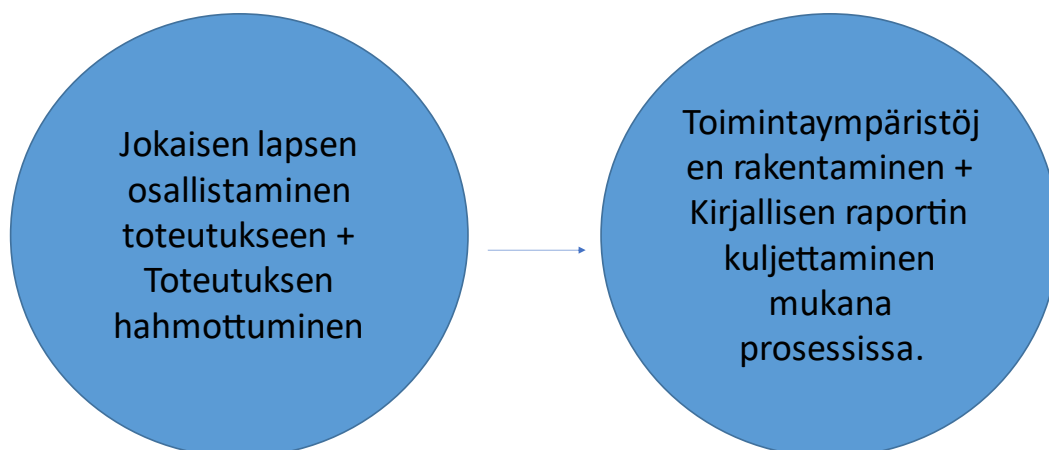 Jokaisen lapsen
osallistaminen
toteutukseen +
Toteutuksen
hahmottuminen
Toimintaympäristöj
en rakentaminen +
Kirjallisen raportin
kuljettaminen
mukana
prosessissa.